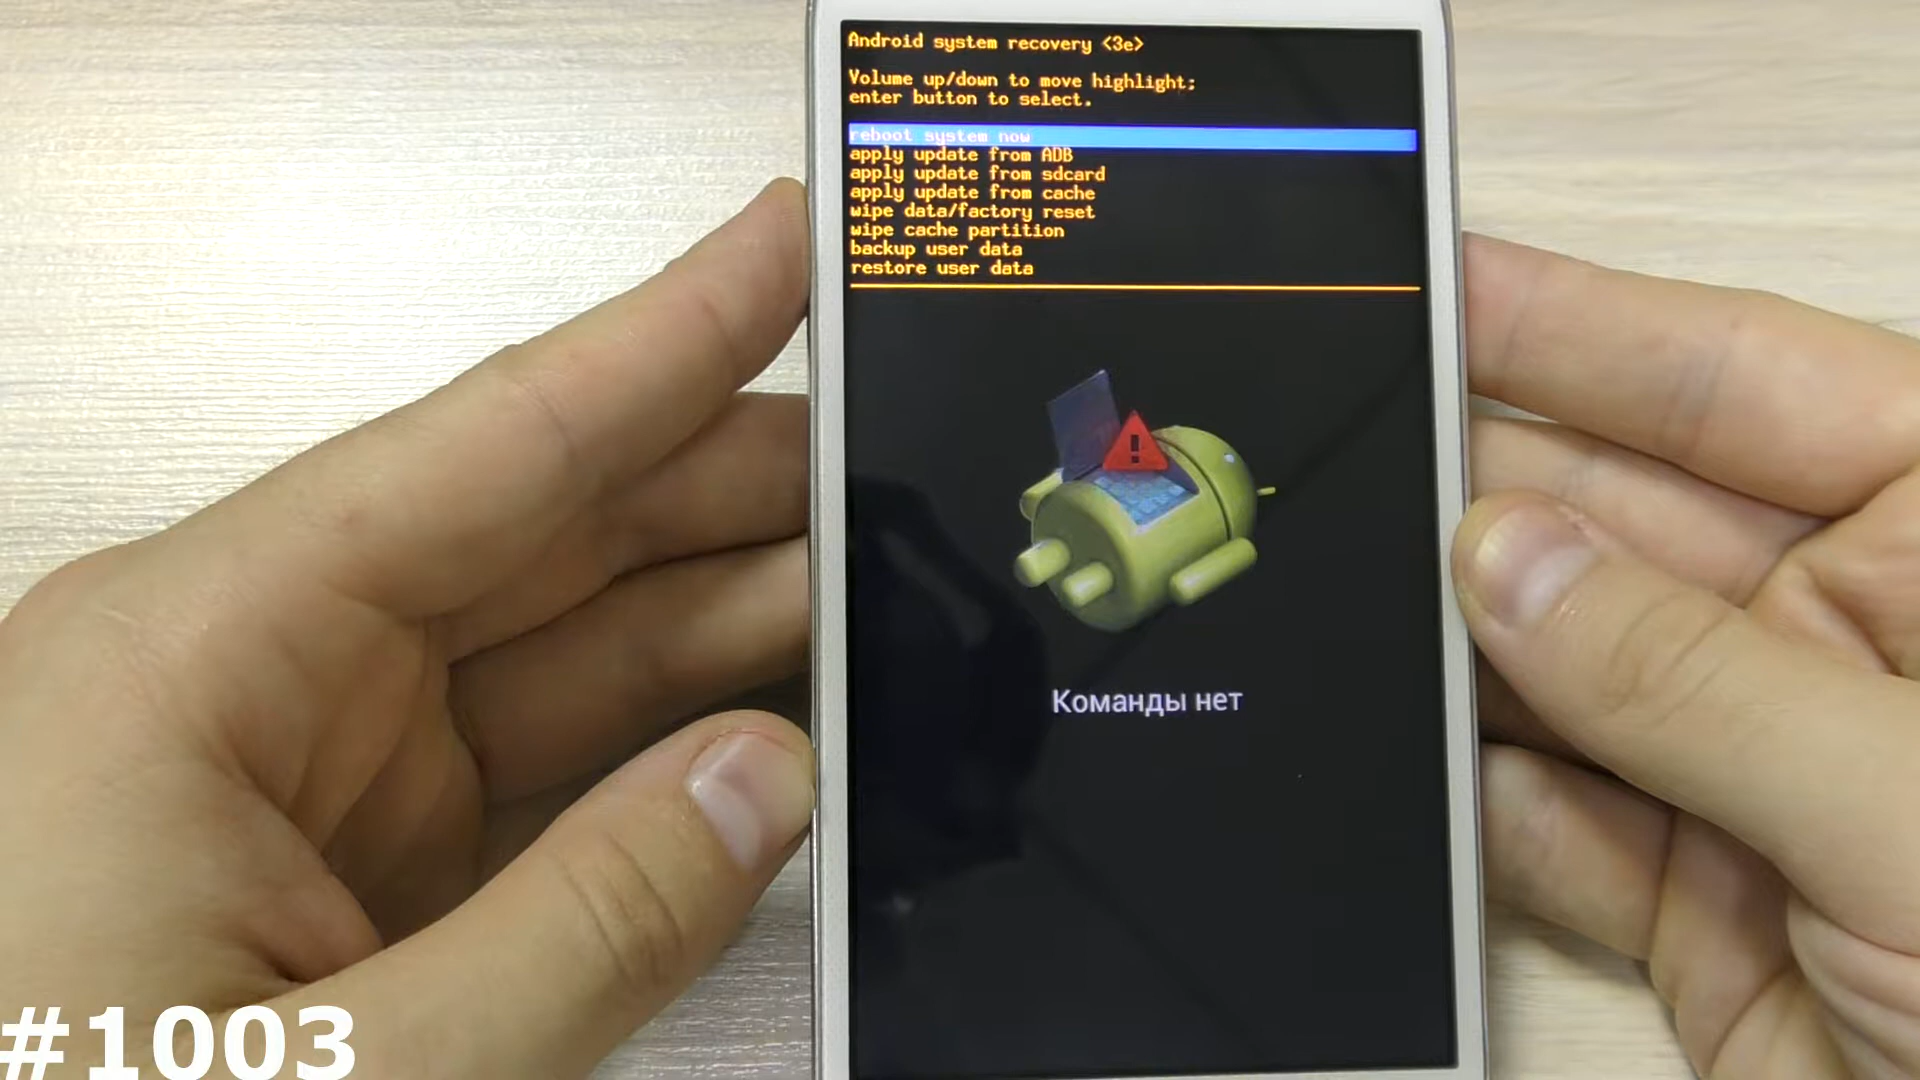 Android system recovery <3e>
Volume up/down to move highlight;
enter button to select.
reboot system now
apply update from ADB
apply update from sdcard
apply update from cache
wipe data/factory reset
wipe cache partition
backup user data
restore user data
Команды нет
#1003